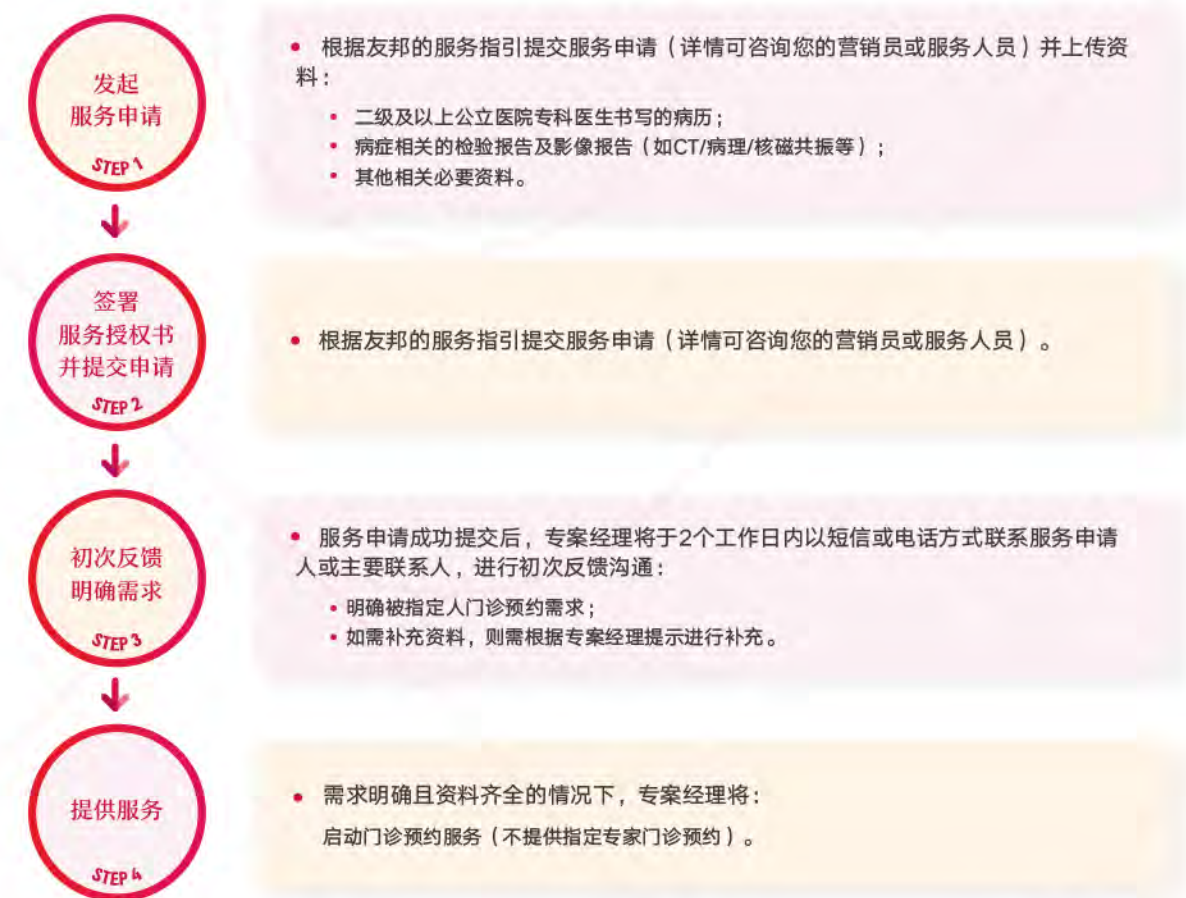 发起
服务申请
STEP 1
• 根据友邦的服务指引提交服务申请（详情可咨询您的营销员或服务人员）并上传资
料：
• 二级及以上公立医院专科医生书写的病历；
• 病症相关的检验报告及影像报告（如CT/病理/核磁共振等）；
• 其他相关必要资料。
签署
服务授权书
并提交申请
STEP 2
• 根据友邦的服务指引提交服务申请（详情可咨询您的营销员或服务人员）。
初次反馈
明确需求
STEP 3
• 服务申请成功提交后，专案经理将于2个工作日内以短信或电话方式联系服务申请
人或主要联系人，进行初次反馈沟通：
• 明确被指定人门诊预约需求；
• 如需补充资料，则需根据专案经理提示进行补充。
提供服务
STEP 4
• 需求明确且资料齐全的情况下，专案经理将：
启动门诊预约服务（不提供指定专家门诊预约）。